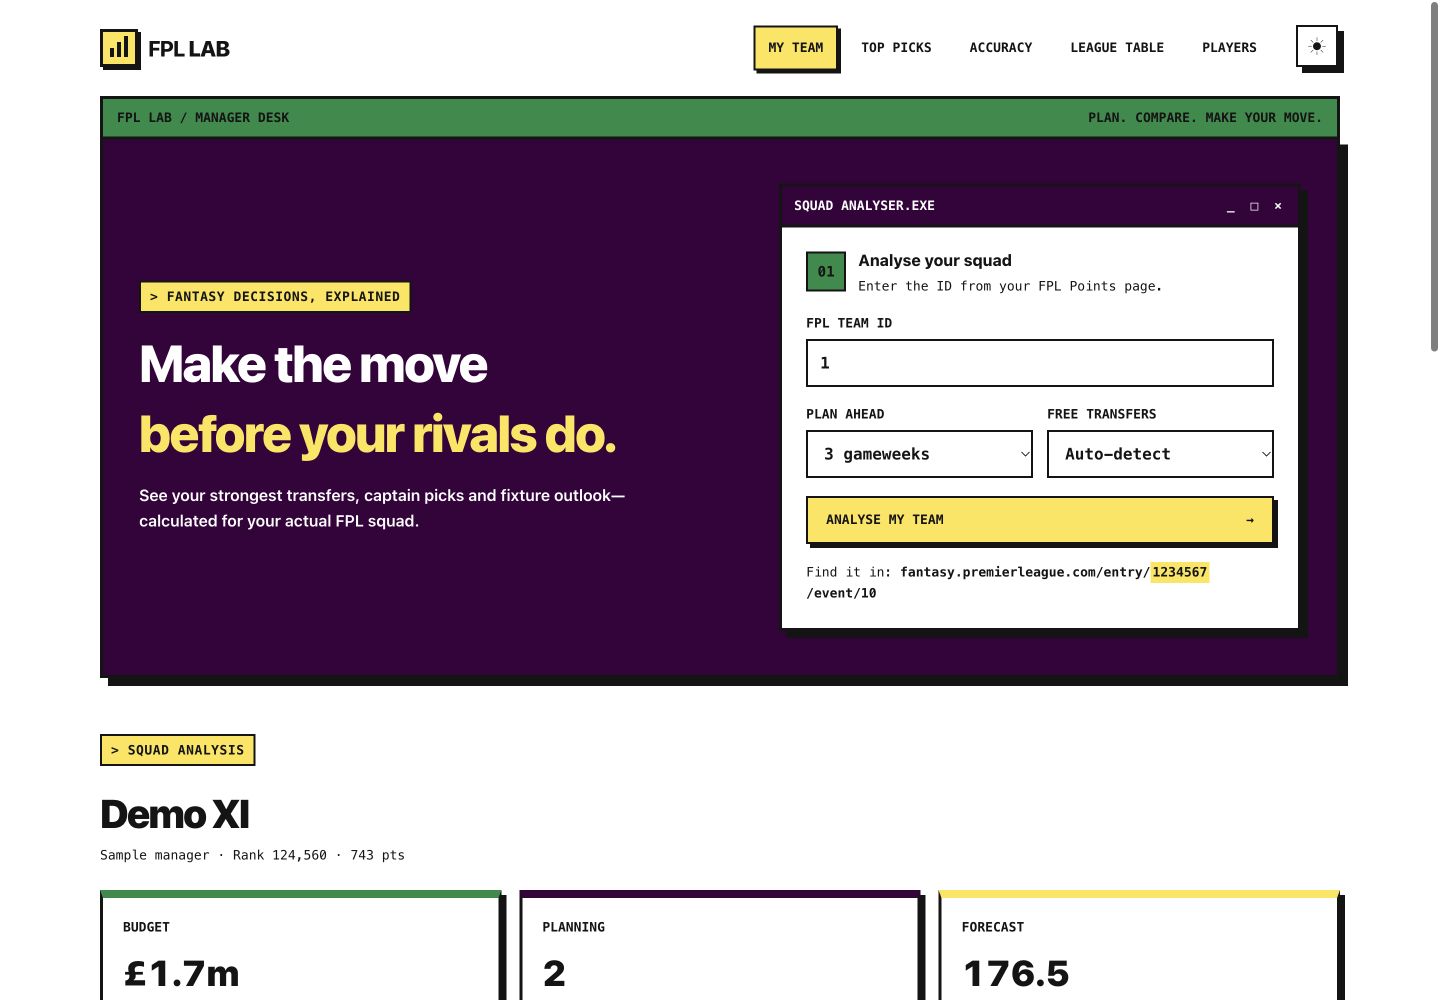 FPL LAB
MY TEAM
TOP PICKS
ACCURACY
LEAGUE TABLE
PLAYERS
FPL LAB / MANAGER DESK
PLAN. COMPARE. MAKE YOUR MOVE.
> FANTASY DECISIONS, EXPLAINED
Make the move
before your rivals do.
See your strongest transfers, captain picks and fixture outlook—
calculated for your actual FPL squad.
SQUAD ANALYSER.EXE
01
Analyse your squad
Enter the ID from your FPL Points page.
FPL TEAM ID
1
PLAN AHEAD
FREE TRANSFERS
3 gameweeks
Auto-detect
ANALYSE MY TEAM →
Find it in: fantasy.premierleague.com/entry/1234567
/event/10
> SQUAD ANALYSIS
Demo XI
Sample manager · Rank 124,560 · 743 pts
BUDGET
£1.7m
PLANNING
2
FORECAST
176.5